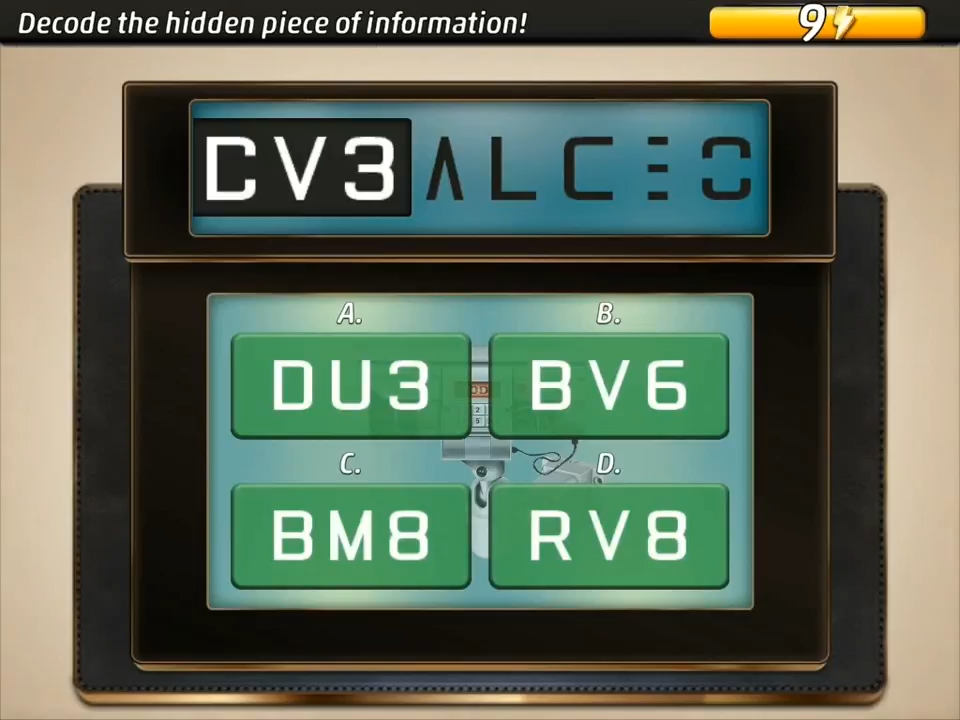 Decode the hidden piece of information!
9
CV3
A.
B.
DU3
BV6
C.
D.
BM8
RV8